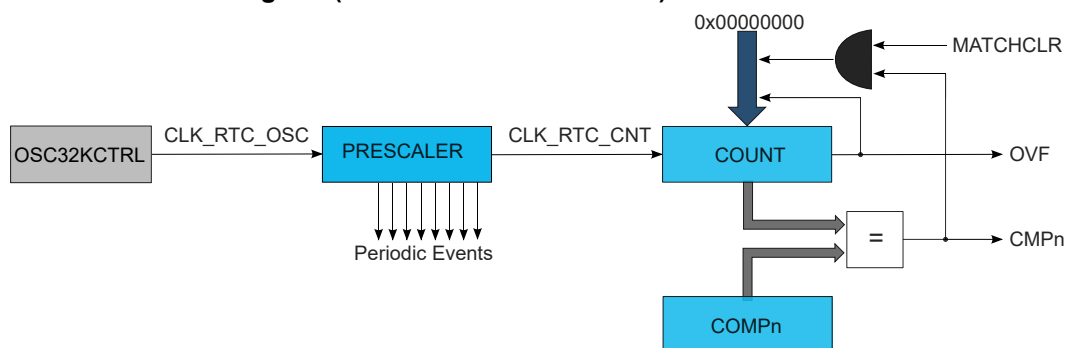 0x00000000
MATCHCLR
OSC32KCTRL
CLK_RTC_OSC
PRESCALER
CLK_RTC_CNT
COUNT
OVF
Periodic Events
=
CMPn
COMPn